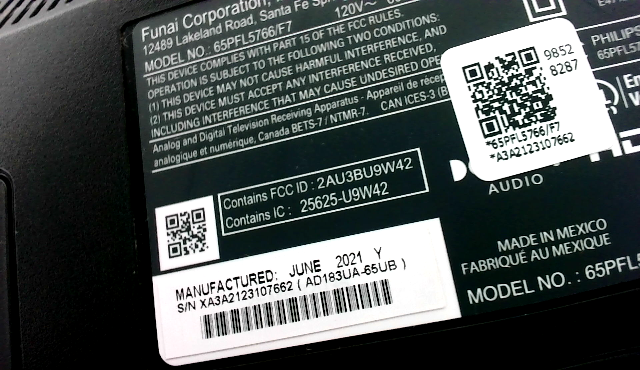 Funai Corporation,
12489 Lakeland Road, Santa Fe
MODEL NO.: 65PFL5766/F7 120V~
THIS DEVICE COMPLIES WITH PART 15 OF THE FCC RULES.
OPERATION IS SUBJECT TO THE FOLLOWING TWO CONDITIONS:
(1) THIS DEVICE MAY NOT CAUSE HARMFUL INTERFERENCE, AND
(2) THIS DEVICE MUST ACCEPT ANY INTERFERENCE RECEIVED,
INCLUDING INTERFERENCE THAT MAY CAUSE UNDESIRED
Analog and Digital Television Receiving Apparatus - Appareil de
analogique et numérique, Canada BETS-7 / NTMR-7. CAN ICES-3
Contains FCC ID : 2AU3BU9W42
Contains IC : 25625-U9W42
MANUFACTURED: JUNE 2021 Y
S/N XA3A2123107662 ( AD183UA-65UB )
9852
8287
*65PFL5766/F7
*A3A2123107662
PHILIPS
AUDIO
MADE IN MEXICO
FABRIQUÉ AU MEXIQUE
MODEL NO. : 65PFL5